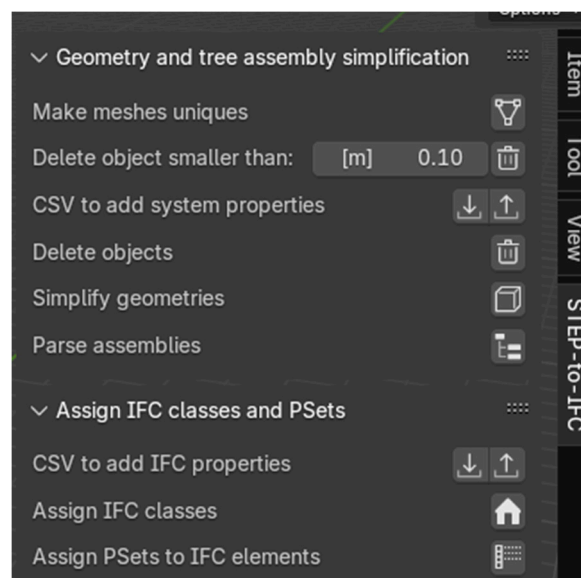 Options
Geometry and tree assembly simplification
Make meshes uniques
Delete object smaller than: [m] 0.10
CSV to add system properties
Delete objects
Simplify geometries
Parse assemblies
Assign IFC classes and PSets
CSV to add IFC properties
Assign IFC classes
Assign PSets to IFC elements
Item
Tool
View
STEP-to-IFC